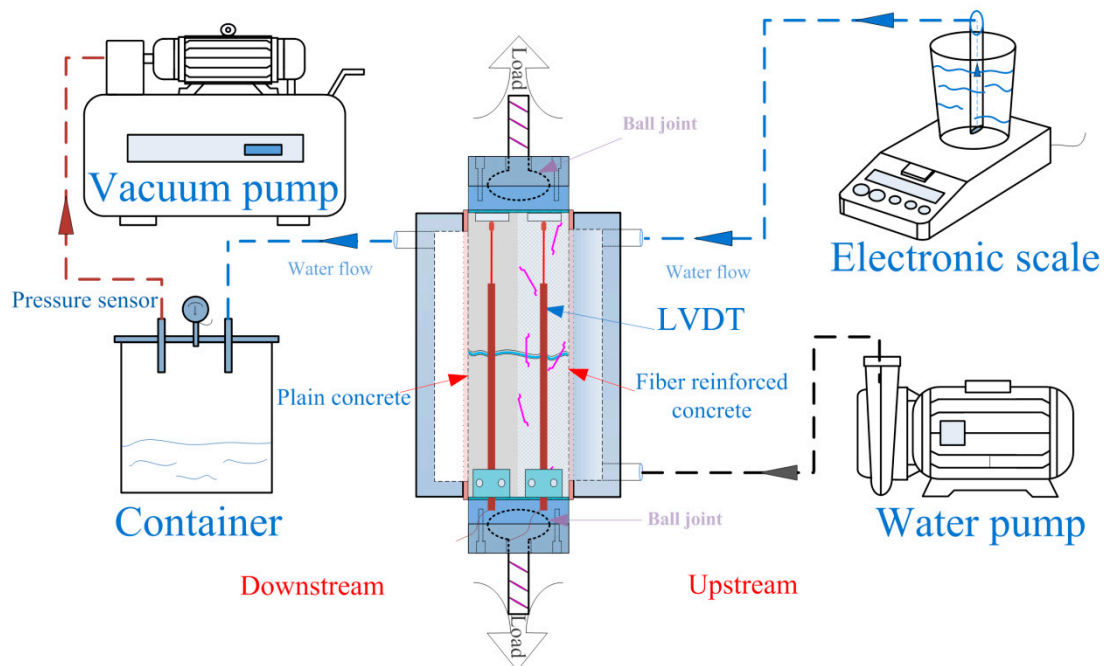 Load
Ball joint
Vacuum pump
Electronic scale
Water flow
Water flow
Pressure sensor
LVDT
Plain concrete
Fiber reinforced
concrete
Container
Ball joint
Water pump
Downstream
Upstream
Load